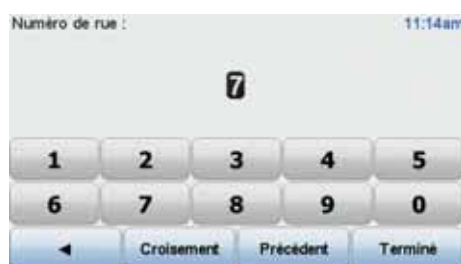 Numéro de rue : 11:14am
7
1 2 3 4 5
6 7 8 9 0
◄ Croisement Précédent Terminé